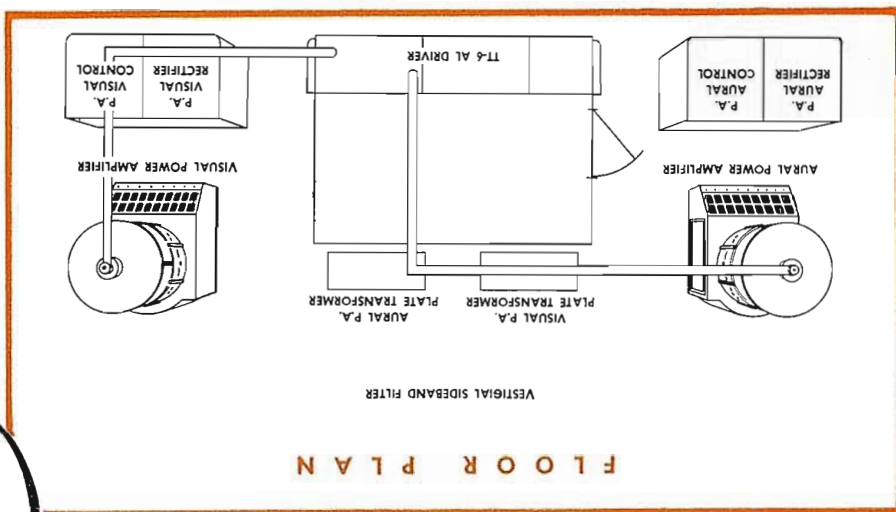 FLOOR PLAN
VESTIGIAL SIDEBAND FILTER
VISUAL P.A.
PLATE TRANSFORMER
AURAL P.A.
PLATE TRANSFORMER
AURAL POWER AMPLIFIER
VISUAL POWER AMPLIFIER
P.A.
AURAL
RECTIFIER
P.A.
AURAL
CONTROL
TT-6 AL DRIVER
P.A.
VISUAL
RECTIFIER
P.A.
VISUAL
CONTROL